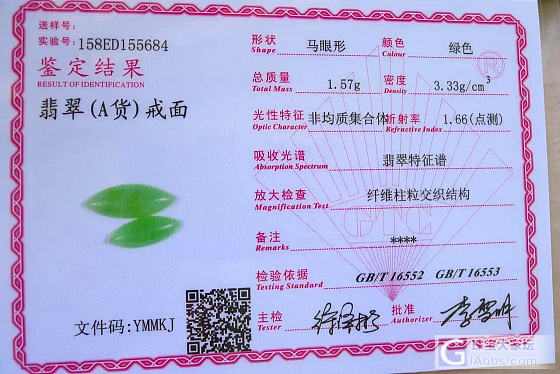 送样号:
实验号: 158ED155684
鉴定结果
RESULT OF IDENTIFICATION
翡翠(A货)戒面
文件码:YMMKJ
形状 马眼形 颜色 绿色
Shape Colour
总质量 1.57g 密度 3.33g/cm3
Total Mass Density
光性特征 非均质集合体 折射率 1.66(点测)
Optic Character Refractive Index
吸收光谱 翡翠特征谱
Absorption Spectrum
放大检查 纤维柱粒交织结构
Magnification Test
备注 ****
Remarks
检验依据 GB/T 16552 GB/T 16553
Testing Standard
主检 批准
Tester Authorizer
GTC
®
iAbbs.com